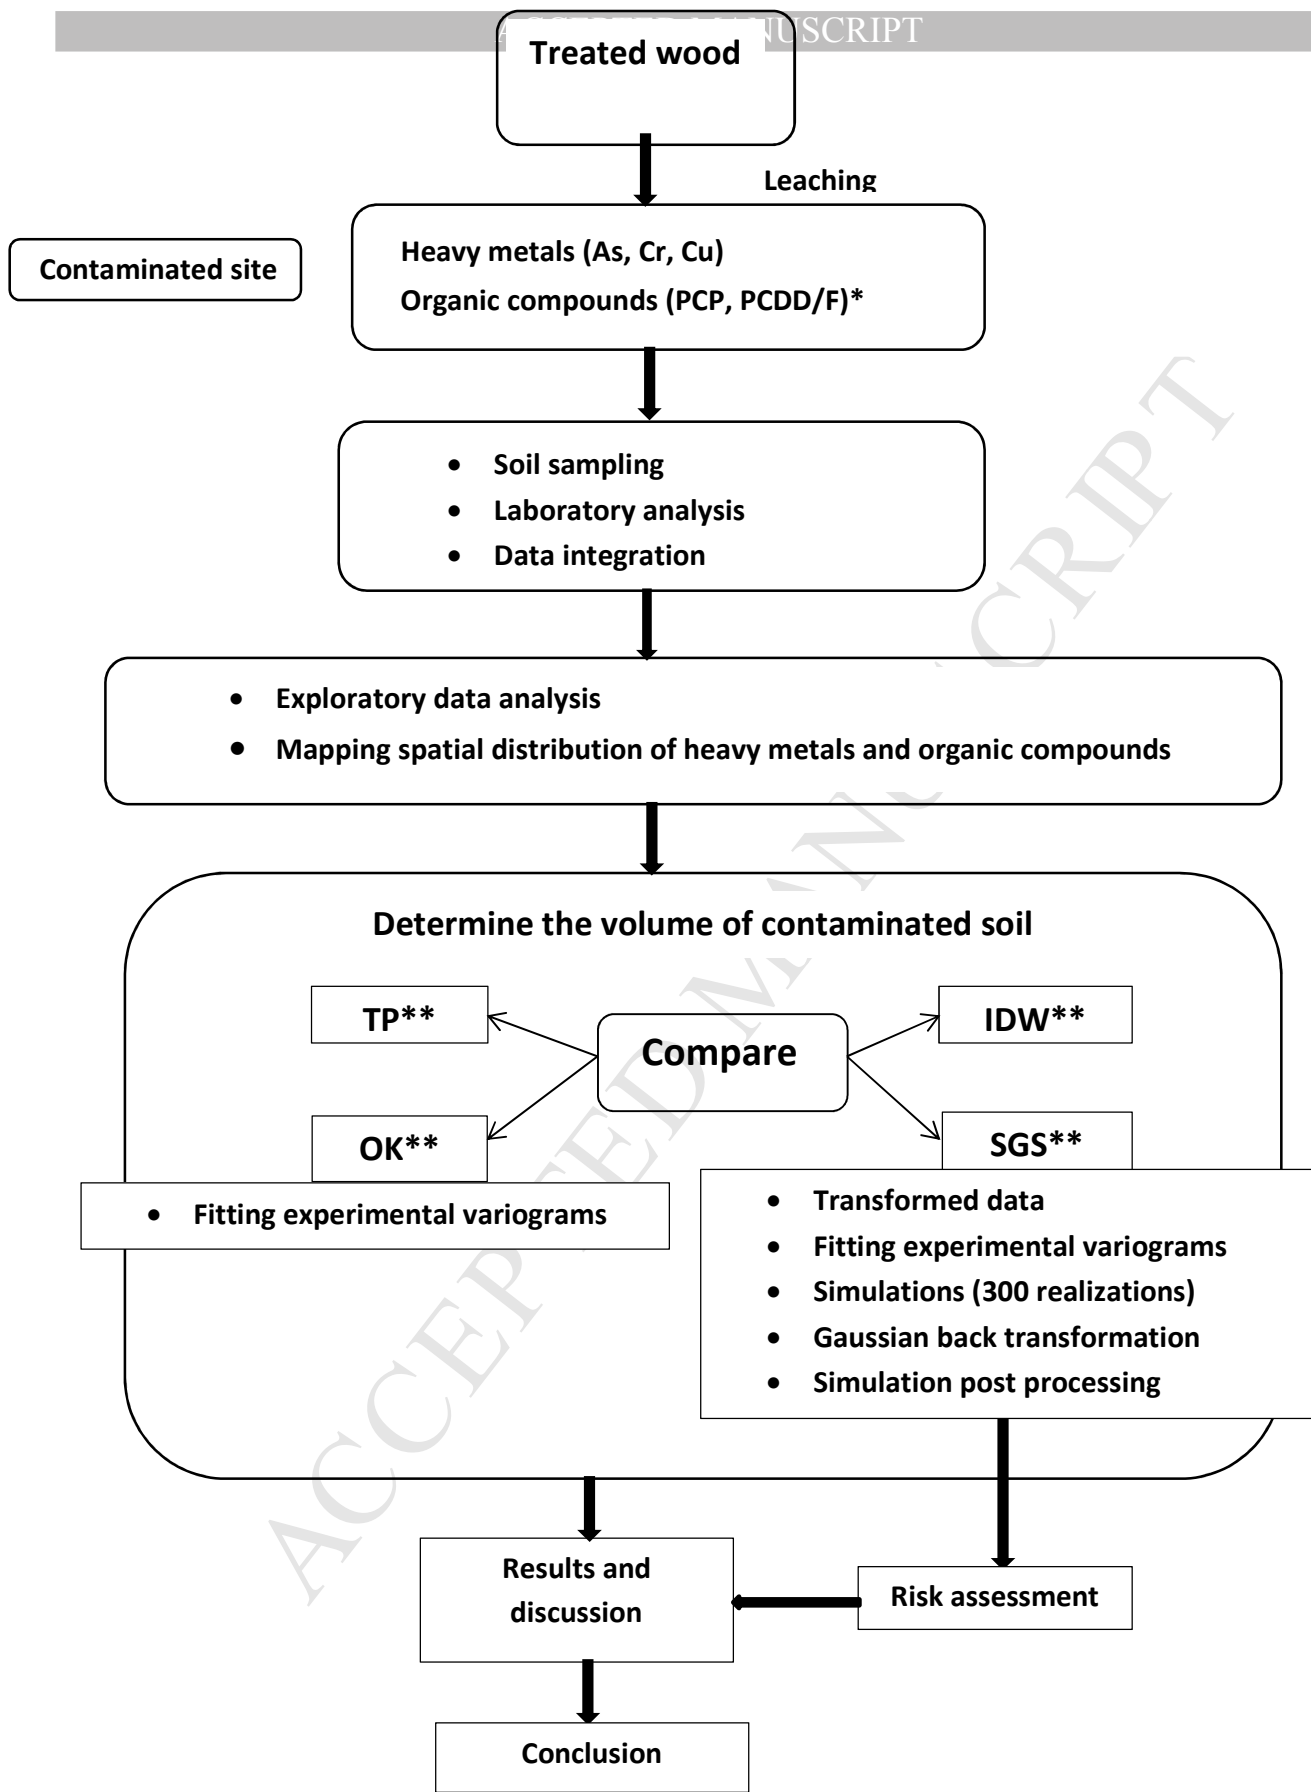 ACCEPTED MANUSCRIPT
Treated wood
Leaching
Contaminated site
Heavy metals (As, Cr, Cu)
Organic compounds (PCP, PCDD/F)*
• Soil sampling
• Laboratory analysis
• Data integration
• Exploratory data analysis
• Mapping spatial distribution of heavy metals and organic compounds
Determine the volume of contaminated soil
TP**
IDW**
Compare
OK**
SGS**
• Fitting experimental variograms
• Transformed data
• Fitting experimental variograms
• Simulations (300 realizations)
• Gaussian back transformation
• Simulation post processing
Results and
discussion
Risk assessment
Conclusion
ACCEPTED MANUSCRIPT